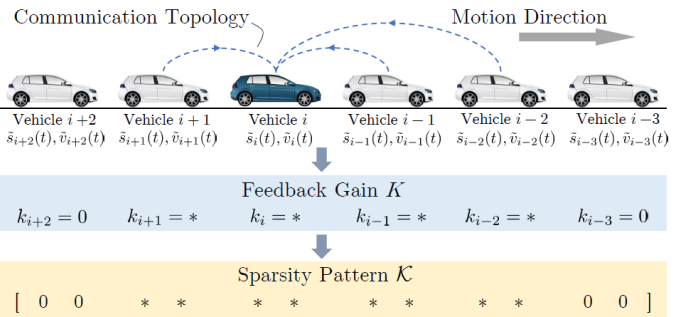 Communication Topology Motion Direction
Vehicle i+2 Vehicle i+1 Vehicle i Vehicle i−1 Vehicle i−2 Vehicle i−3
s̃ᵢ₊₂(t), ṽᵢ₊₂(t) s̃ᵢ₊₁(t), ṽᵢ₊₁(t) s̃ᵢ(t), ṽᵢ(t) s̃ᵢ₋₁(t), ṽᵢ₋₁(t) s̃ᵢ₋₂(t), ṽᵢ₋₂(t) s̃ᵢ₋₃(t), ṽᵢ₋₃(t)
Feedback Gain K
kᵢ₊₂ = 0 kᵢ₊₁ = * kᵢ = * kᵢ₋₁ = * kᵢ₋₂ = * kᵢ₋₃ = 0
Sparsity Pattern 𝒦
[ 0 0 * * * * * * * * 0 0 ]